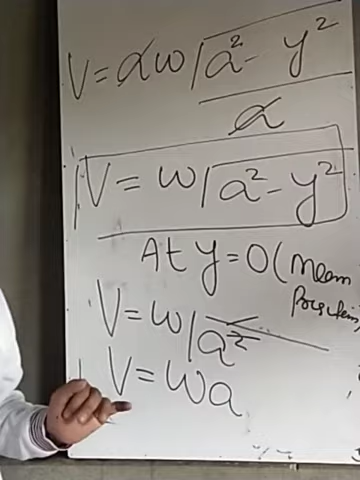 V = aω√a² - y² / a
V = ω√a² - y²
At y = 0 (Mean Position)
V = ω√a²
V = ωa